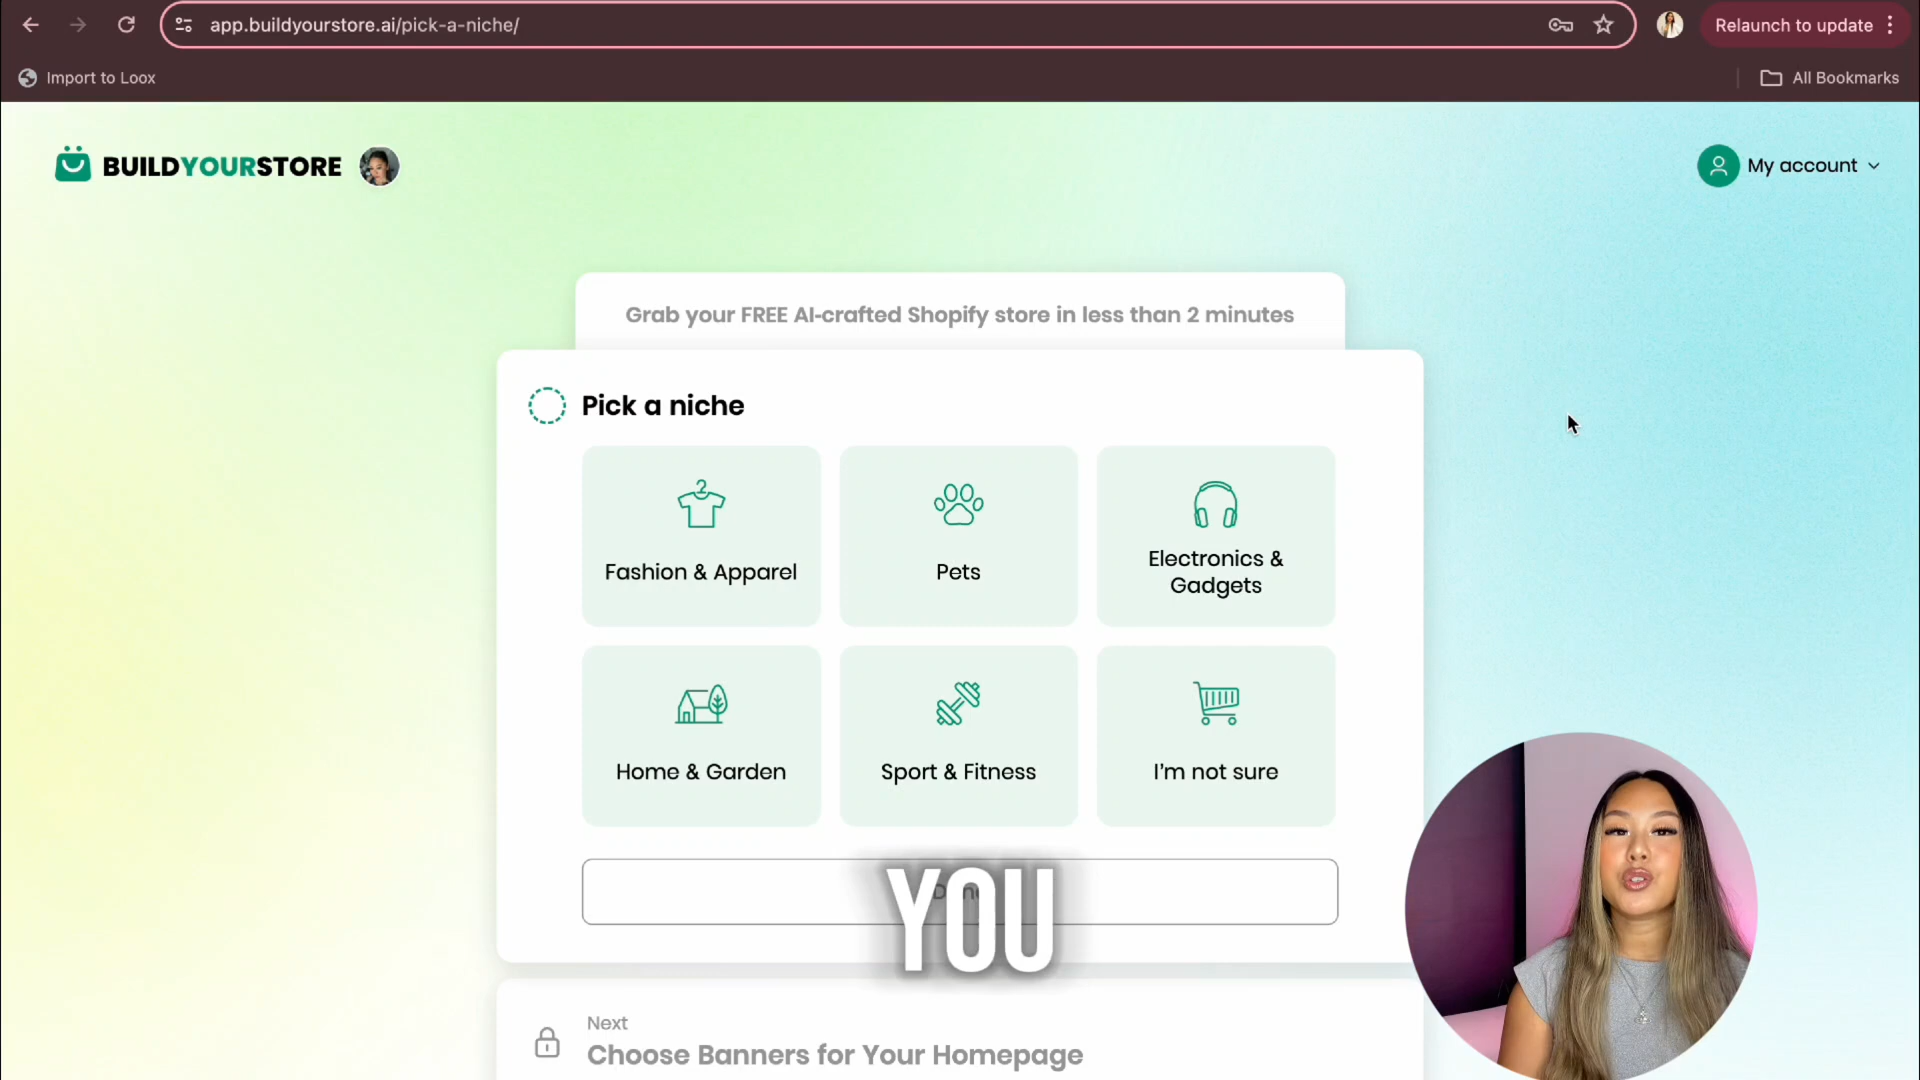 app.buildyourstore.ai/pick-a-niche/
Relaunch to update
Import to Loox
All Bookmarks
BUILDYOURSTORE
My account
Grab your FREE AI-crafted Shopify store in less than 2 minutes
Pick a niche
Fashion & Apparel
Pets
Electronics &
Gadgets
Home & Garden
Sport & Fitness
I'm not sure
YOU
Next
Choose Banners for Your Homepage